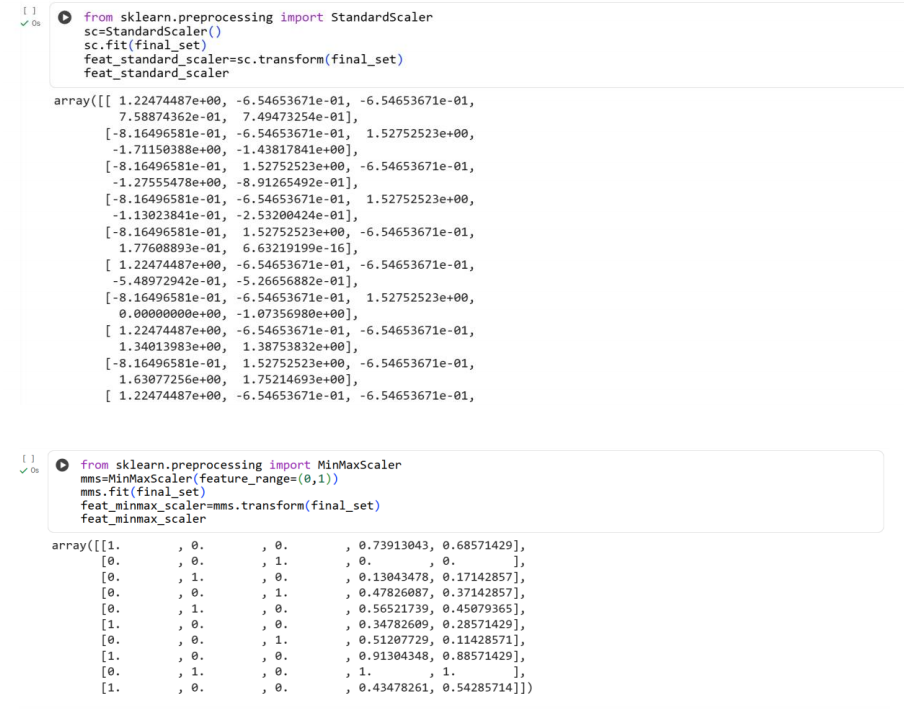 [ ]
from sklearn.preprocessing import StandardScaler
✓ 0s
sc=StandardScaler()
sc.fit(final_set)
feat_standard_scaler=sc.transform(final_set)
feat_standard_scaler
array([[ 1.22474487e+00, -6.54653671e-01, -6.54653671e-01,
7.58874362e-01, 7.49473254e-01],
[-8.16496581e-01, -6.54653671e-01, 1.52752523e+00,
-1.71150388e+00, -1.43817841e+00],
[-8.16496581e-01, 1.52752523e+00, -6.54653671e-01,
-1.27555478e+00, -8.91265492e-01],
[-8.16496581e-01, -6.54653671e-01, 1.52752523e+00,
-1.13023841e-01, -2.53200424e-01],
[-8.16496581e-01, 1.52752523e+00, -6.54653671e-01,
1.77608893e-01, 6.63219199e-16],
[ 1.22474487e+00, -6.54653671e-01, -6.54653671e-01,
-5.48972942e-01, -5.26656882e-01],
[-8.16496581e-01, -6.54653671e-01, 1.52752523e+00,
0.00000000e+00, -1.07356980e+00],
[ 1.22474487e+00, -6.54653671e-01, -6.54653671e-01,
1.34013983e+00, 1.38753832e+00],
[-8.16496581e-01, 1.52752523e+00, -6.54653671e-01,
1.63077256e+00, 1.75214693e+00],
[ 1.22474487e+00, -6.54653671e-01, -6.54653671e-01,
[ ]
from sklearn.preprocessing import MinMaxScaler
✓ 0s
mms=MinMaxScaler(feature_range=(0,1))
mms.fit(final_set)
feat_minmax_scaler=mms.transform(final_set)
feat_minmax_scaler
array([[1. , 0. , 0. , 0.73913043, 0.68571429],
[0. , 0. , 1. , 0. , 0. ],
[0. , 1. , 0. , 0.13043478, 0.17142857],
[0. , 0. , 1. , 0.47826087, 0.37142857],
[0. , 1. , 0. , 0.56521739, 0.45079365],
[1. , 0. , 0. , 0.34782609, 0.28571429],
[0. , 0. , 1. , 0.51207729, 0.11428571],
[1. , 0. , 0. , 0.91304348, 0.88571429],
[0. , 1. , 0. , 1. , 1. ],
[1. , 0. , 0. , 0.43478261, 0.54285714]])